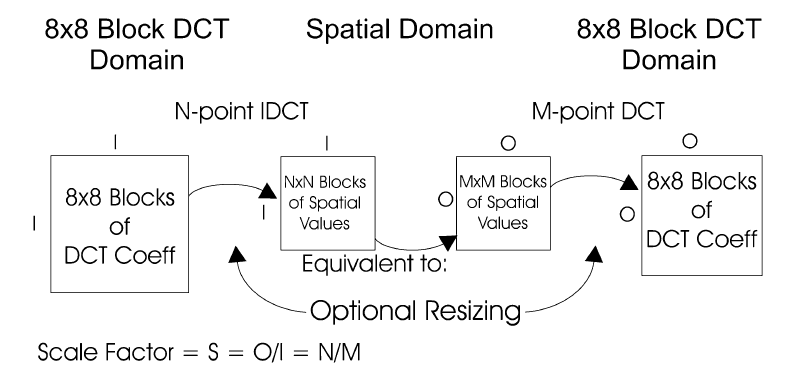 8x8 Block DCT
Domain
Spatial Domain
8x8 Block DCT
Domain
N-point IDCT
M-point DCT
I
I
O
O
I
8x8 Blocks
of
DCT Coeff
I
NxN Blocks
of Spatial
Values
O
MxM Blocks
of Spatial
Values
O
8x8 Blocks
of
DCT Coeff
Equivalent to:
Optional Resizing
Scale Factor = S = O/I = N/M